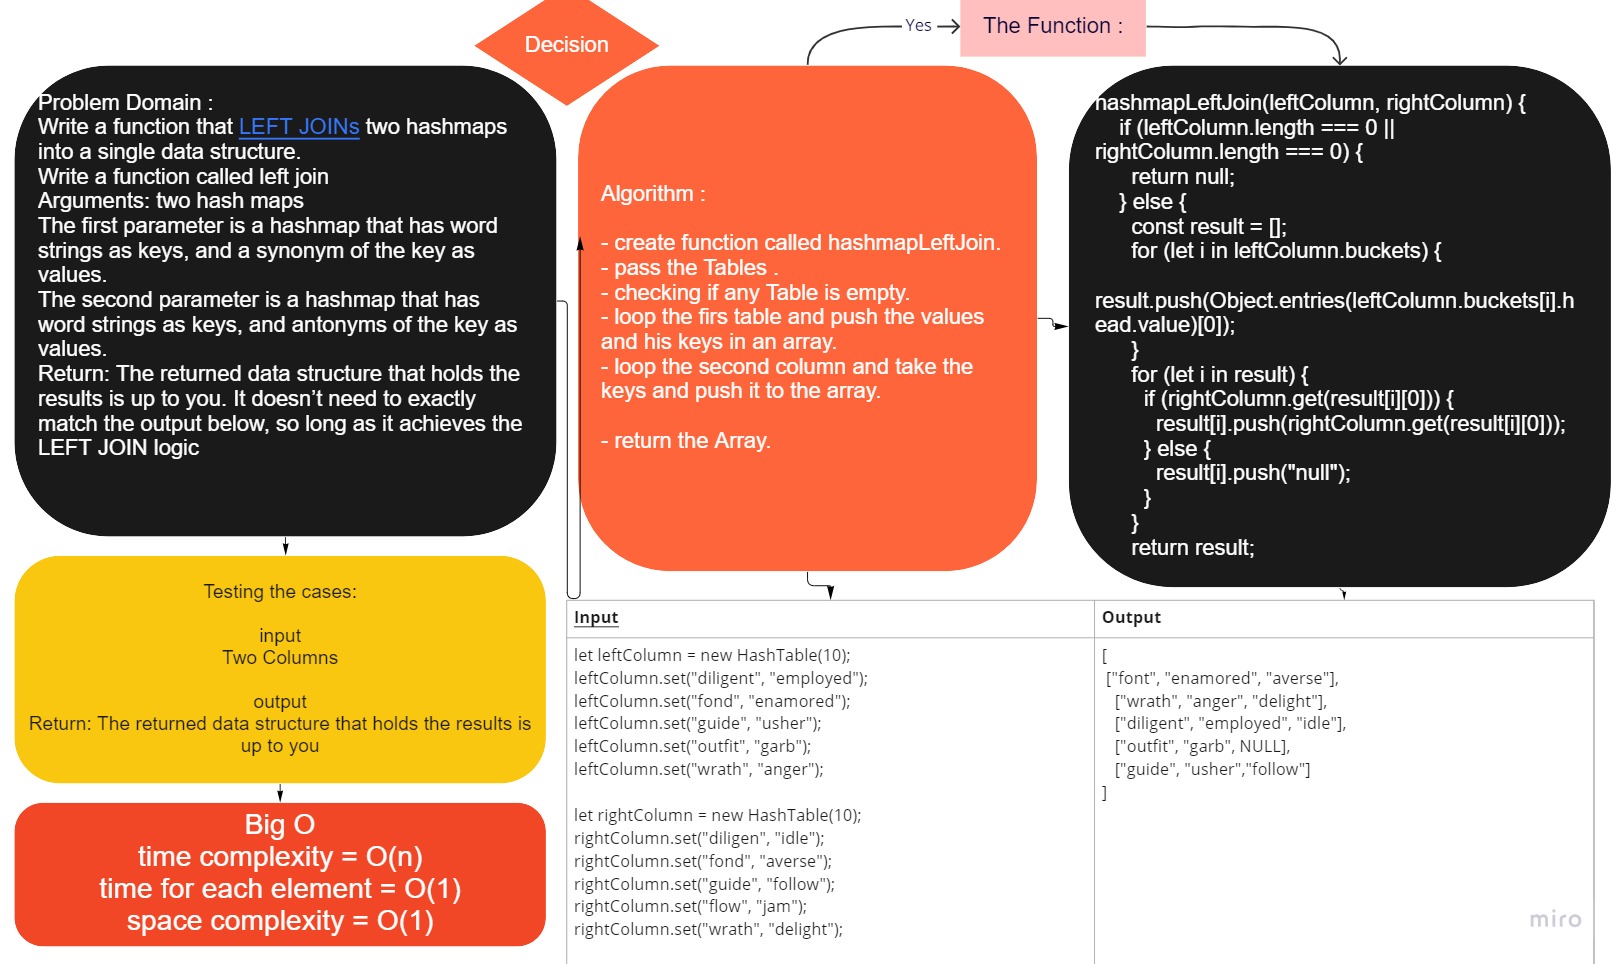 Decision
Yes
The Function :
Problem Domain :
Write a function that LEFT JOINs two hashmaps
into a single data structure.
Write a function called left join
Arguments: two hash maps
The first parameter is a hashmap that has word
strings as keys, and a synonym of the key as
values.
The second parameter is a hashmap that has
word strings as keys, and antonyms of the key as
values.
Return: The returned data structure that holds the
results is up to you. It doesn’t need to exactly
match the output below, so long as it achieves the
LEFT JOIN logic
Algorithm :
- create function called hashmapLeftJoin.
- pass the Tables .
- checking if any Table is empty.
- loop the firs table and push the values
and his keys in an array.
- loop the second column and take the
keys and push it to the array.
- return the Array.
hashmapLeftJoin(leftColumn, rightColumn) {
if (leftColumn.length === 0 ||
rightColumn.length === 0) {
return null;
} else {
const result = [];
for (let i in leftColumn.buckets) {
result.push(Object.entries(leftColumn.buckets[i].h
ead.value)[0]);
}
for (let i in result) {
if (rightColumn.get(result[i][0])) {
result[i].push(rightColumn.get(result[i][0]));
} else {
result[i].push("null");
}
}
return result;
Testing the cases:
input
Two Columns
output
Return: The returned data structure that holds the results is
up to you
Big O
time complexity = O(n)
time for each element = O(1)
space complexity = O(1)
Input
let leftColumn = new HashTable(10);
leftColumn.set("diligent", "employed");
leftColumn.set("fond", "enamored");
leftColumn.set("guide", "usher");
leftColumn.set("outfit", "garb");
leftColumn.set("wrath", "anger");
let rightColumn = new HashTable(10);
rightColumn.set("diligen", "idle");
rightColumn.set("fond", "averse");
rightColumn.set("guide", "follow");
rightColumn.set("flow", "jam");
rightColumn.set("wrath", "delight");
Output
[
["font", "enamored", "averse"],
["wrath", "anger", "delight"],
["diligent", "employed", "idle"],
["outfit", "garb", NULL],
["guide", "usher","follow"]
]
miro